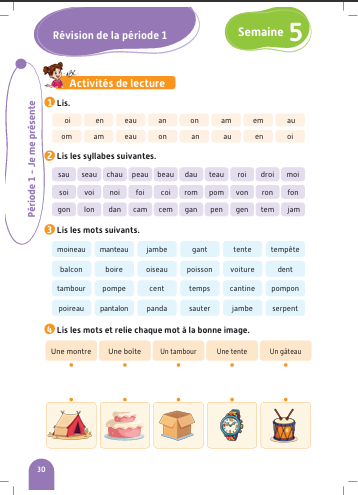 Révision de la période 1
Semaine 5
Activités de lecture
Période 1 - Je me présente
1 Lis.
oi en eau an on am em au
om am eau on an au en oi
2 Lis les syllabes suivantes.
sau seau chau peau beau dau teau roi droi moi
soi voi noi foi coi rom pom von ron fon
gon lon dan cam cem gan pen gen tem jam
3 Lis les mots suivants.
moineau manteau jambe gant tente tempête
balcon boire oiseau poisson voiture dent
tambour pompe cent temps cantine pompon
poireau pantalon panda sauter jambe serpent
4 Lis les mots et relie chaque mot à la bonne image.
Une montre Une boîte Un tambour Une tente Un gâteau
30